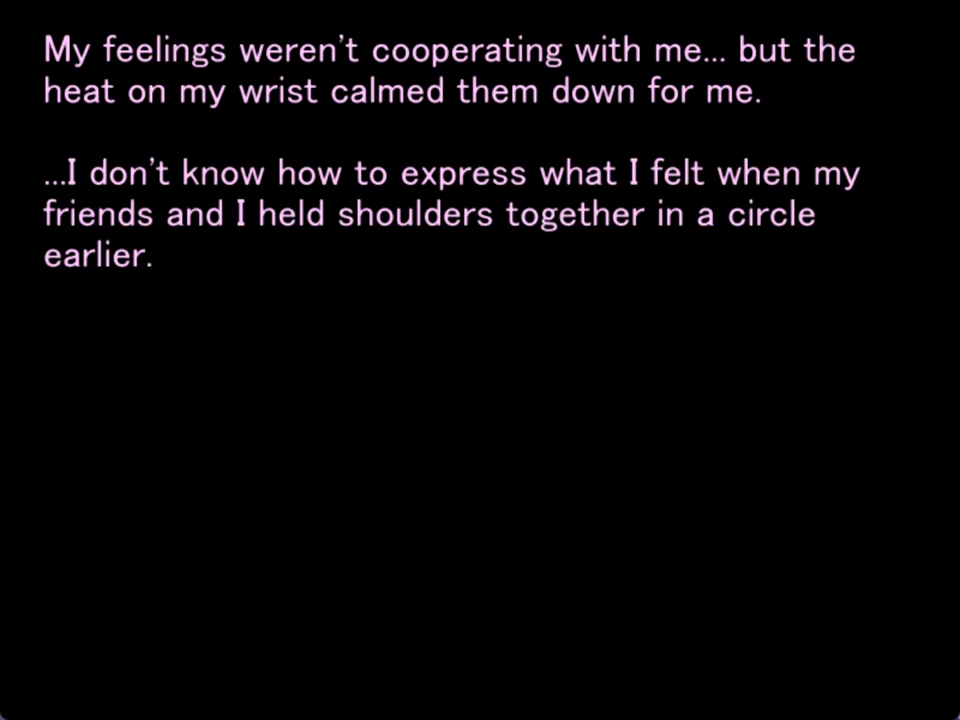 My feelings weren't cooperating with me... but the
heat on my wrist calmed them down for me.
...I don't know how to express what I felt when my
friends and I held shoulders together in a circle
earlier.